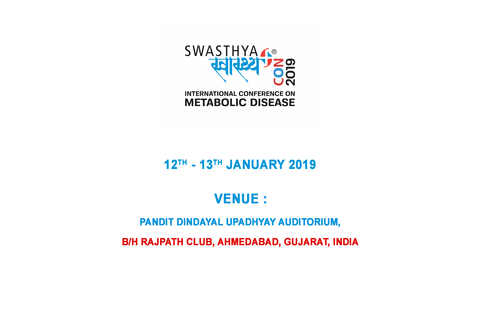 SWASTHYA
स्वास्थ्य®
CON 2019
INTERNATIONAL CONFERENCE ON
METABOLIC DISEASE
12TH - 13TH JANUARY 2019
VENUE :
PANDIT DINDAYAL UPADHYAY AUDITORIUM,
B/H RAJPATH CLUB, AHMEDABAD, GUJARAT, INDIA